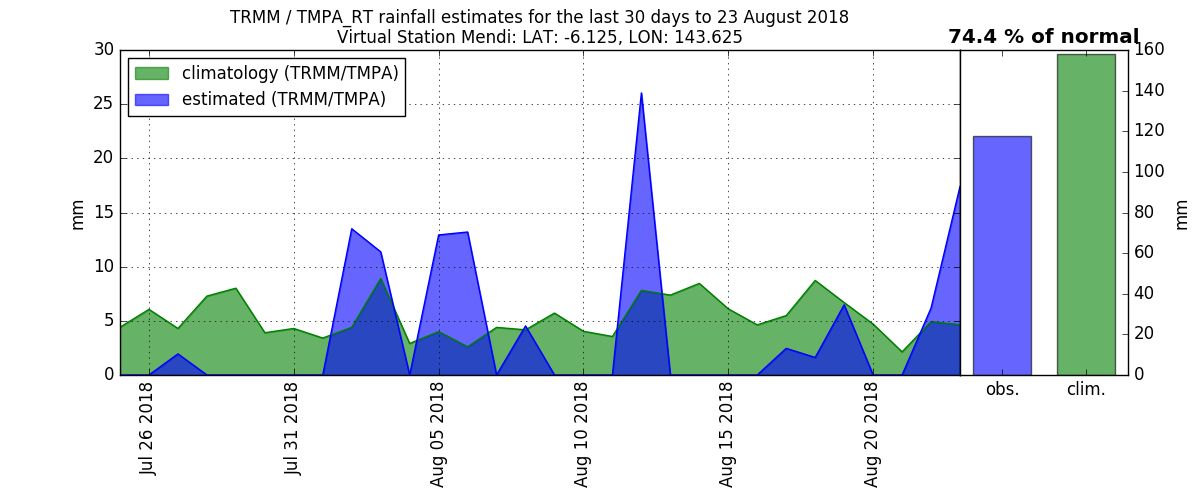 TRMM / TMPA_RT rainfall estimates for the last 30 days to 23 August 2018
Virtual Station Mendi: LAT: -6.125, LON: 143.625
74.4 % of normal
climatology (TRMM/TMPA)
estimated (TRMM/TMPA)
30
25
20
15
10
5
0
mm
Jul 26 2018
Jul 31 2018
Aug 05 2018
Aug 10 2018
Aug 15 2018
Aug 20 2018
obs.
clim.
160
140
120
100
80
60
40
20
0
mm